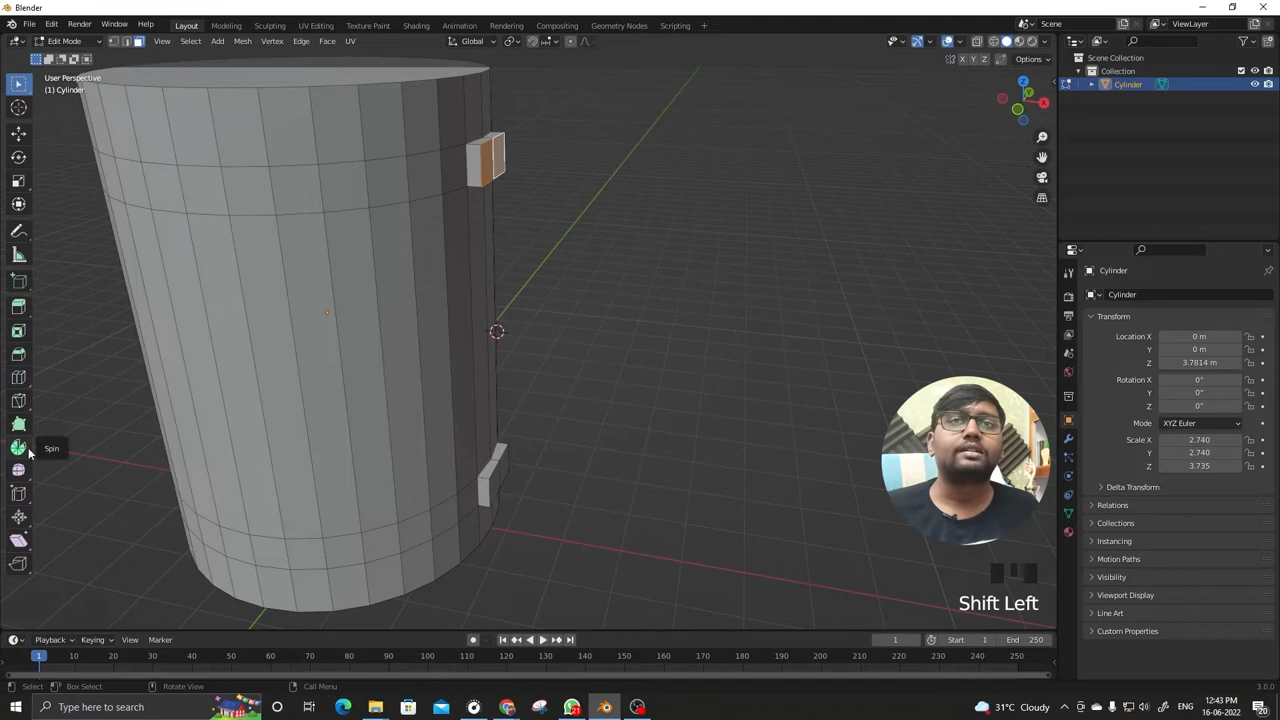 Blender
File Edit Render Window Help Layout Modeling Sculpting UV Editing Texture Paint Shading Animation Rendering Compositing Geometry Nodes Scripting + Scene ViewLayer
Edit Mode View Select Add Mesh Vertex Edge Face UV Global
X Y Z Options
User Perspective
(1) Cylinder
Scene Collection
Collection
Cylinder
Z
Y
X
Spin
Cylinder
Cylinder
Transform
Location X 0 m
Y 0 m
Z 3.7814 m
Rotation X 0°
Y 0°
Z 0°
Mode XYZ Euler
Scale X 2.740
Y 2.740
Z 3.735
Delta Transform
Relations
Collections
Instancing
Motion Paths
Visibility
Viewport Display
Line Art
Custom Properties
Shift Left
Playback Keying View Marker 1 Start 1 End 250
1 10 20 30 40 50 60 70 80 90 100 110 120 130 140 150 160 170 180 190 200 210 220 230 240 250
Select Box Select Rotate View Call Menu 3.0.0
Type here to search 21 31°C Cloudy 12:43 PM
16-06-2022 20